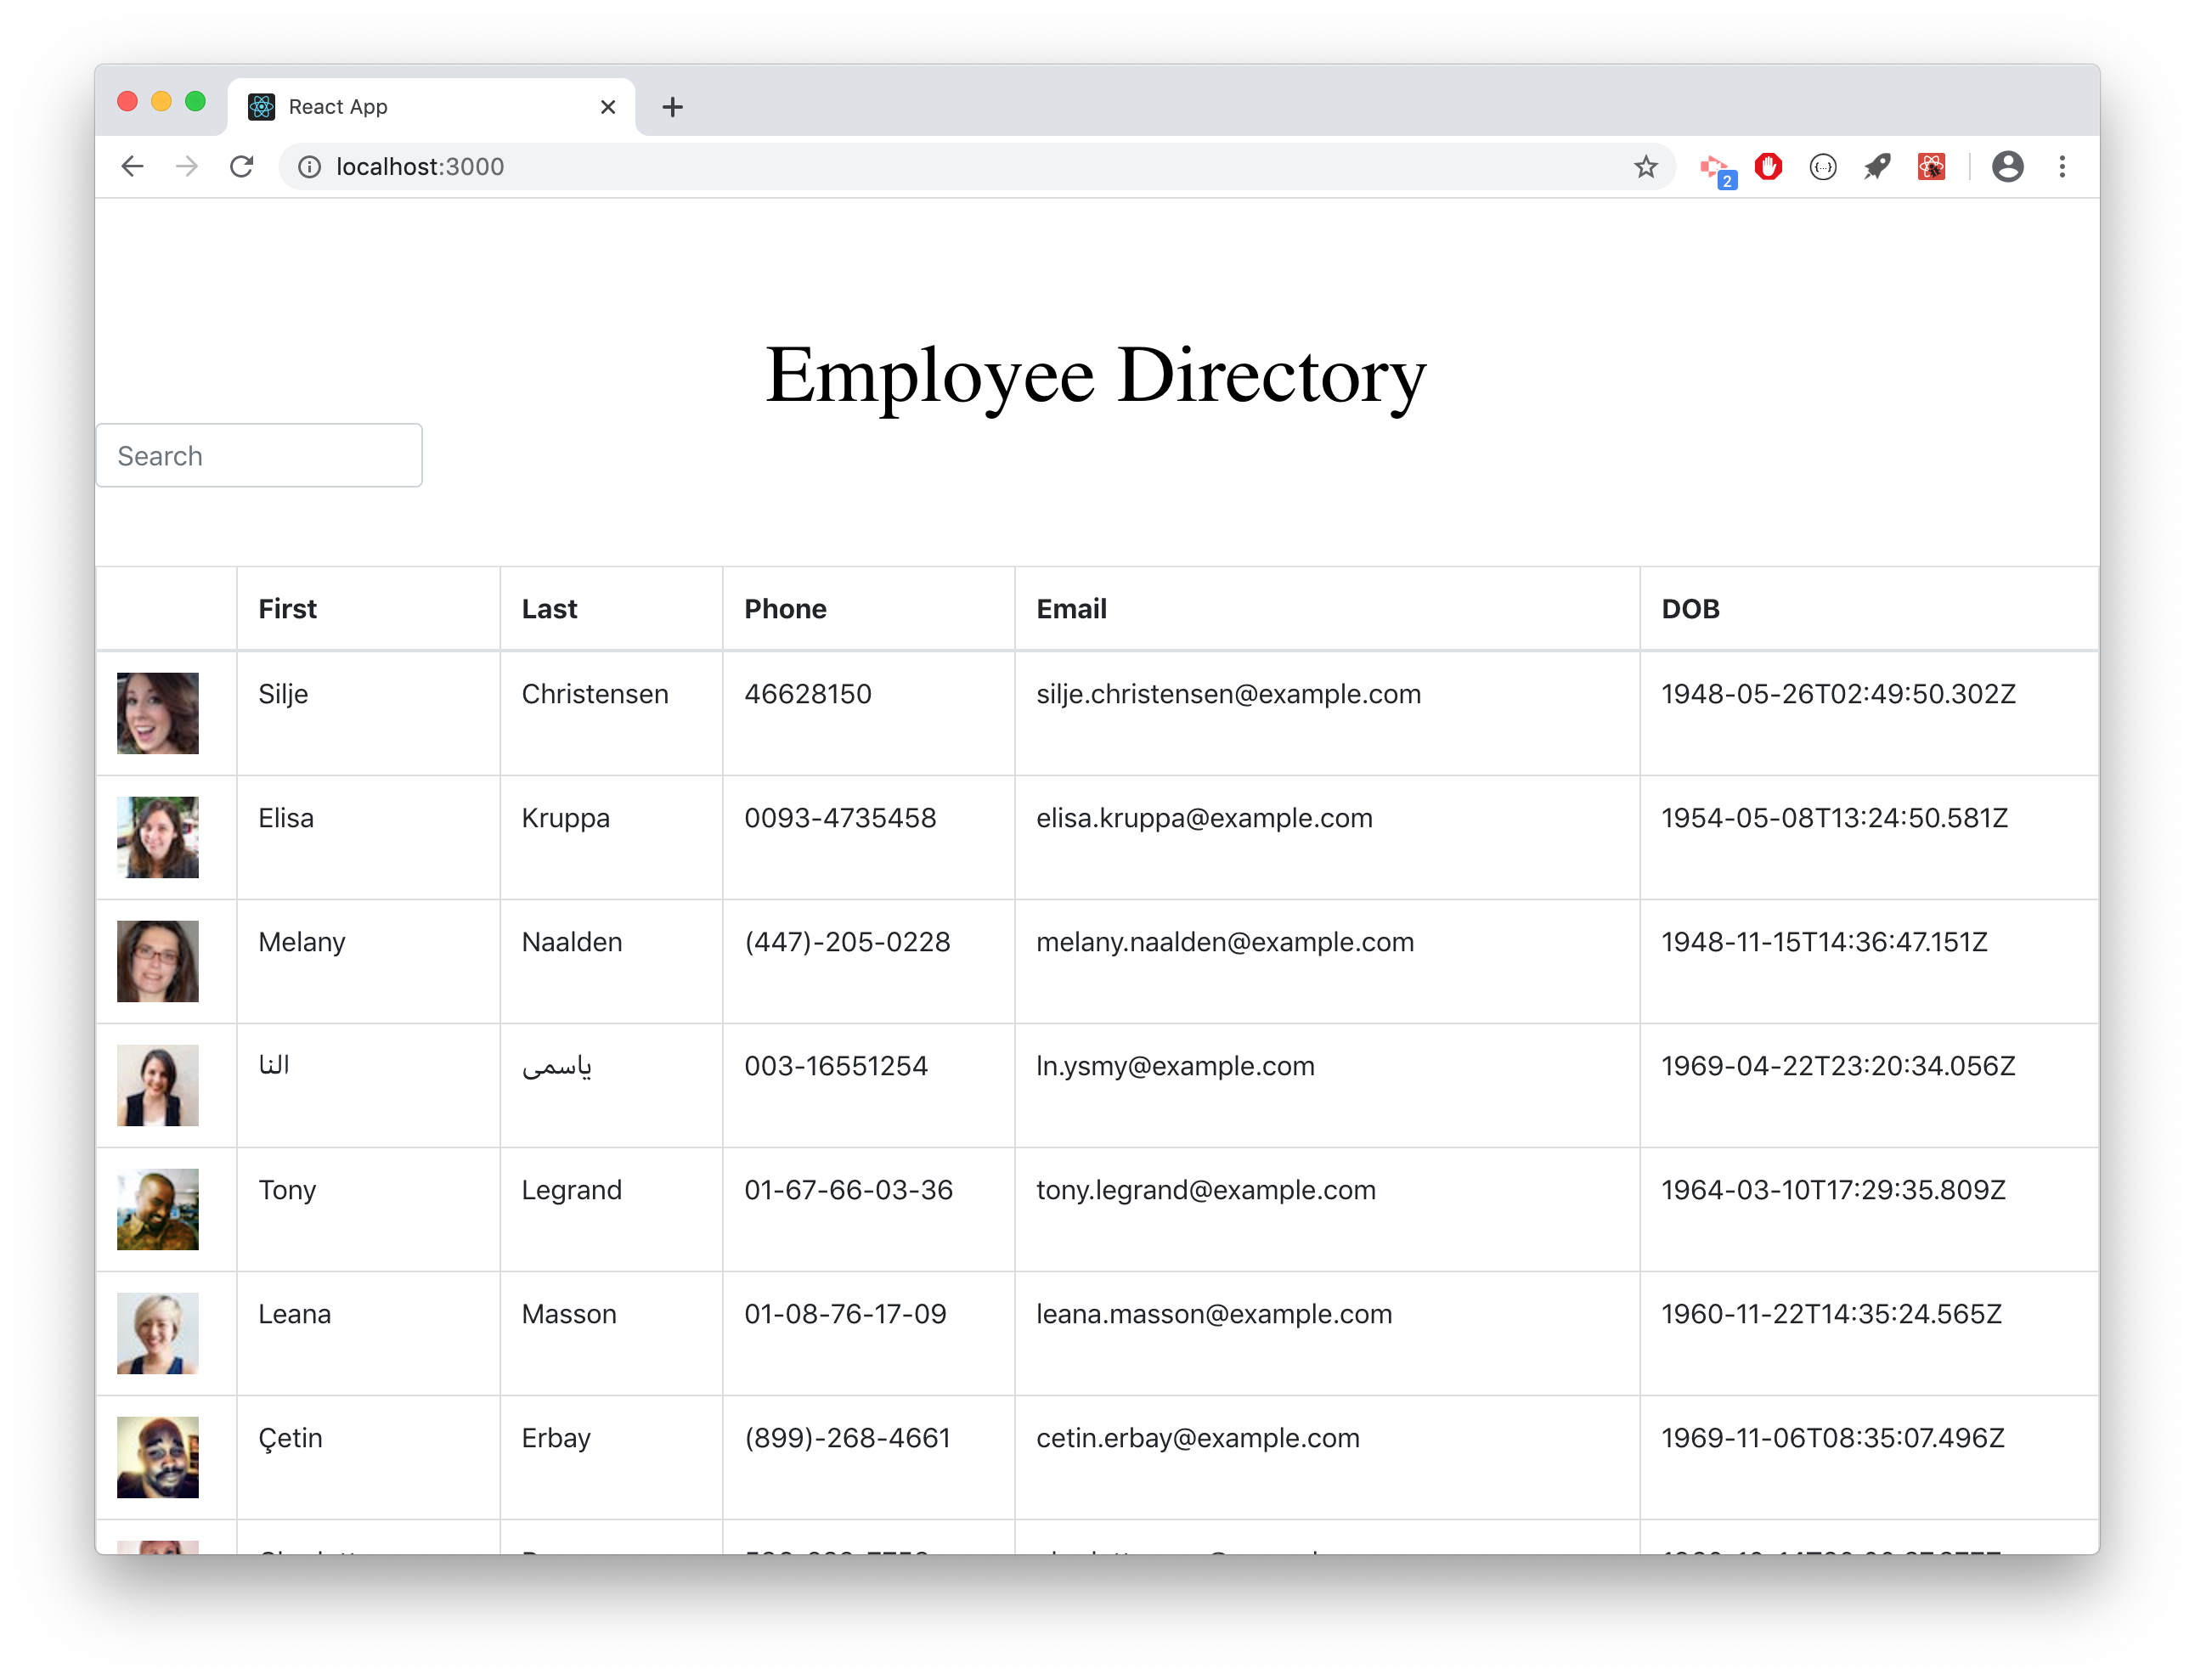 React App
localhost:3000
2
Employee Directory
Search
First Last Phone Email DOB
Silje Christensen 46628150 silje.christensen@example.com 1948-05-26T02:49:50.302Z
Elisa Kruppa 0093-4735458 elisa.kruppa@example.com 1954-05-08T13:24:50.581Z
Melany Naalden (447)-205-0228 melany.naalden@example.com 1948-11-15T14:36:47.151Z
النا یاسمی 003-16551254 ln.ysmy@example.com 1969-04-22T23:20:34.056Z
Tony Legrand 01-67-66-03-36 tony.legrand@example.com 1964-03-10T17:29:35.809Z
Leana Masson 01-08-76-17-09 leana.masson@example.com 1960-11-22T14:35:24.565Z
Çetin Erbay (899)-268-4661 cetin.erbay@example.com 1969-11-06T08:35:07.496Z